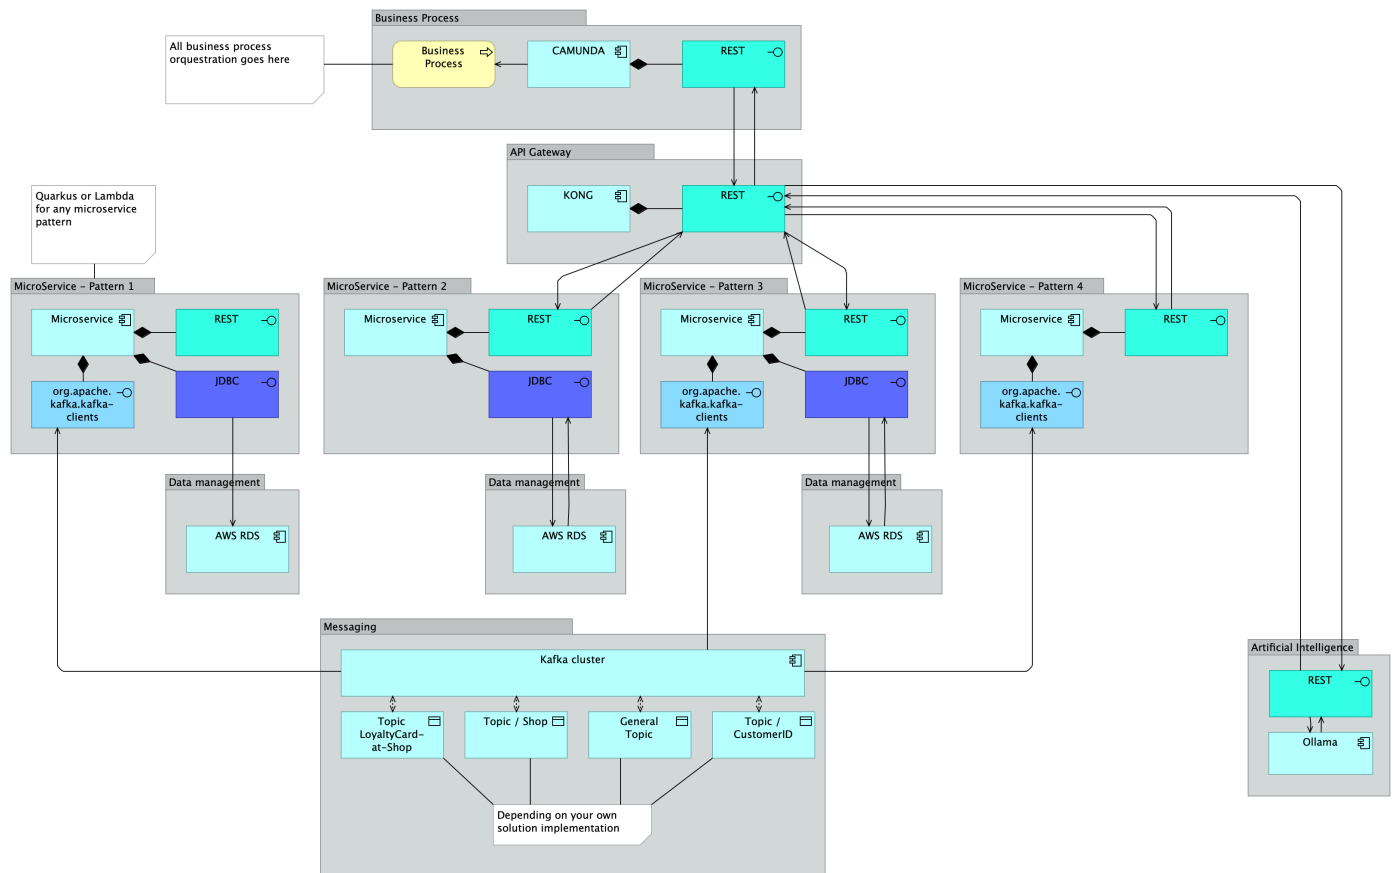 Business Process
All business process
orquestration goes here
Business
Process
CAMUNDA
REST
API Gateway
KONG
REST
Quarkus or Lambda
for any microservice
pattern
MicroService - Pattern 1
Microservice
REST
org.apache.
kafka.kafka-
clients
JDBC
MicroService - Pattern 2
Microservice
REST
JDBC
MicroService - Pattern 3
Microservice
REST
org.apache.
kafka.kafka-
clients
JDBC
MicroService - Pattern 4
Microservice
REST
org.apache.
kafka.kafka-
clients
Data management
AWS RDS
Data management
AWS RDS
Data management
AWS RDS
Messaging
Kafka cluster
Topic
LoyaltyCard-
at-Shop
Topic / Shop
General
Topic
Topic /
CustomerID
Depending on your own
solution implementation
Artificial Intelligence
REST
Ollama